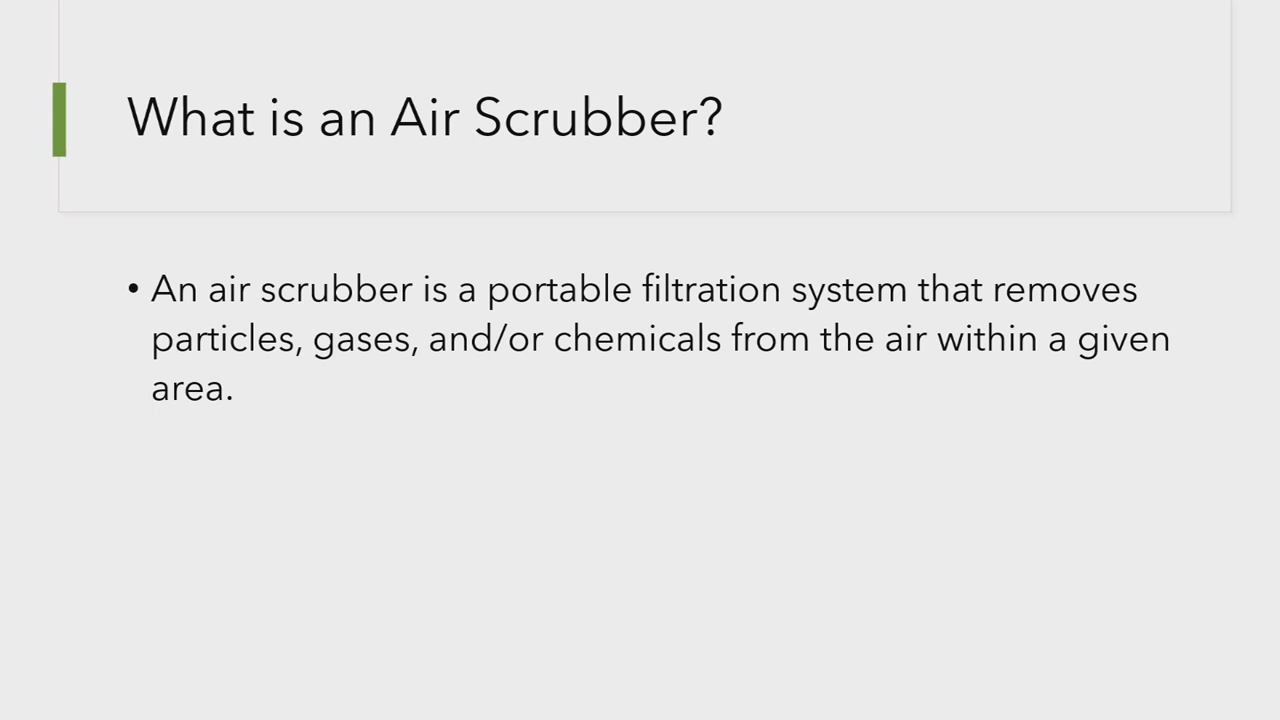 What is an Air Scrubber?
• An air scrubber is a portable filtration system that removes
particles, gases, and/or chemicals from the air within a given
area.